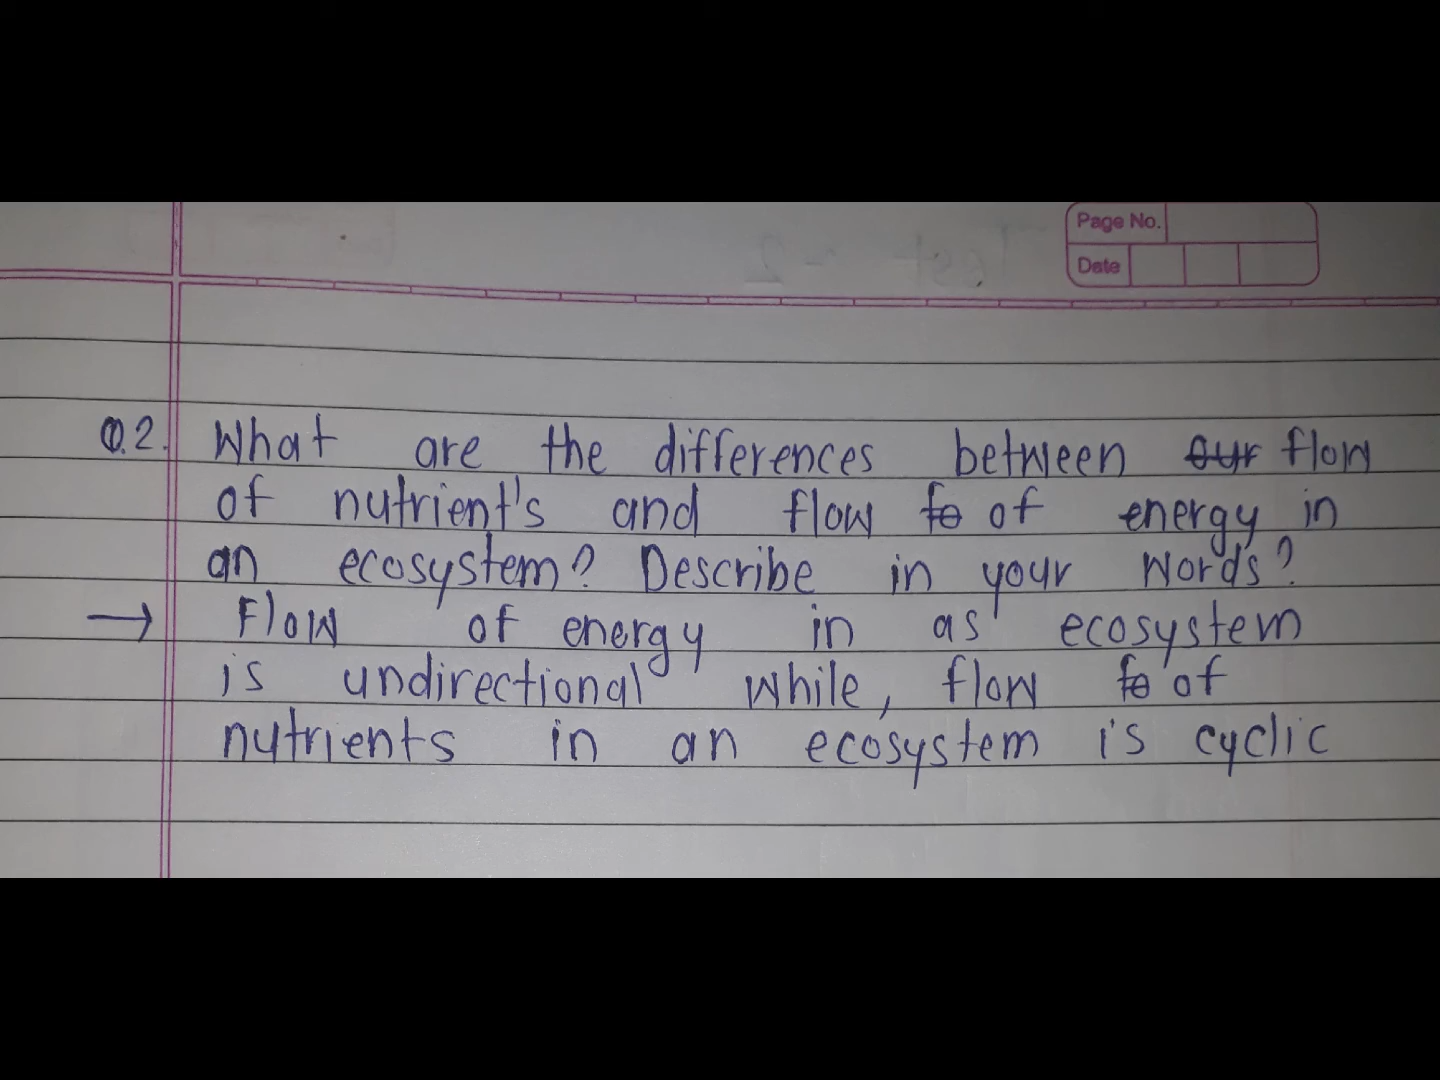 Page No.
Date
Q.2. What are the differences between our flow
of nutrient's and flow fo of energy in
an ecosystem? Describe in your words?
→ Flow of energy in as ecosystem
is undirectional while, flow fo of
nutrients in an ecosystem is cyclic